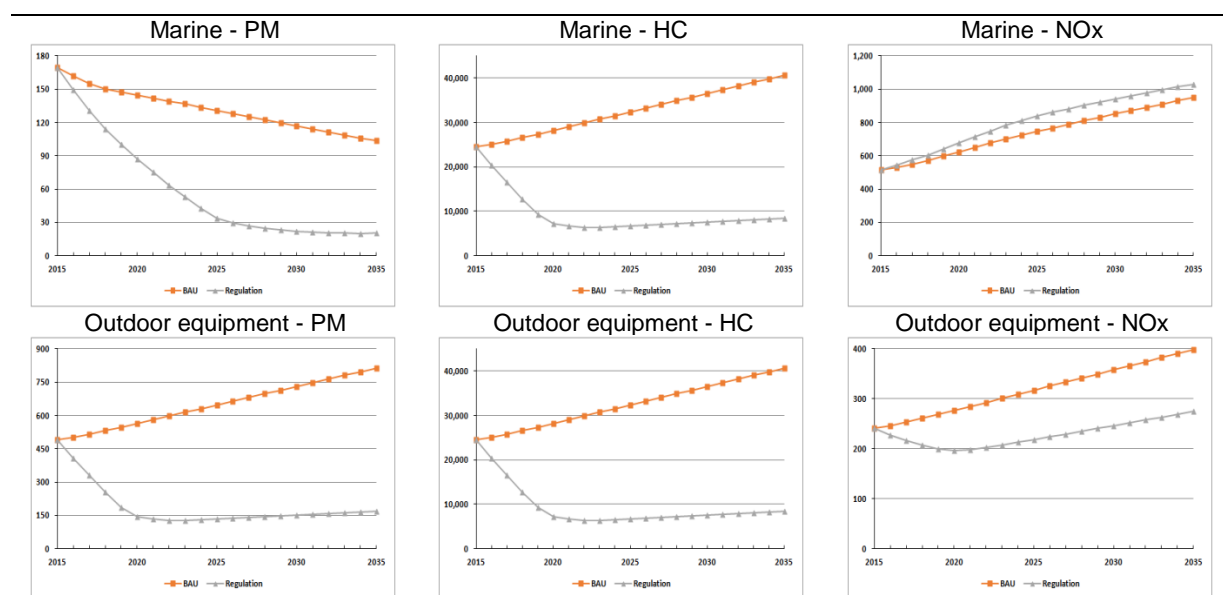 Marine - PM
180
150
120
90
60
30
0
2015 2020 2025 2030 2035
BAU Regulation
Marine - HC
40,000
30,000
20,000
10,000
0
2015 2020 2025 2030 2035
BAU Regulation
Marine - NOx
1,200
1,000
800
600
400
200
0
2015 2020 2025 2030 2035
BAU Regulation
Outdoor equipment - PM
900
750
600
450
300
150
0
2015 2020 2025 2030 2035
BAU Regulation
Outdoor equipment - HC
40,000
30,000
20,000
10,000
0
2015 2020 2025 2030 2035
BAU Regulation
Outdoor equipment - NOx
400
300
200
100
0
2015 2020 2025 2030 2035
BAU Regulation